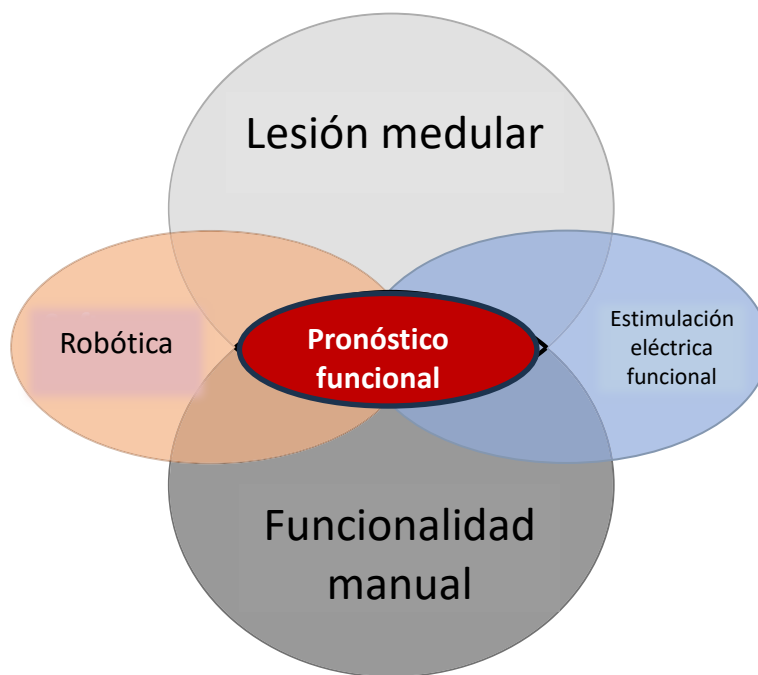 Lesión medular
Robótica
Pronóstico
funcional
Estimulación
eléctrica
funcional
Funcionalidad
manual